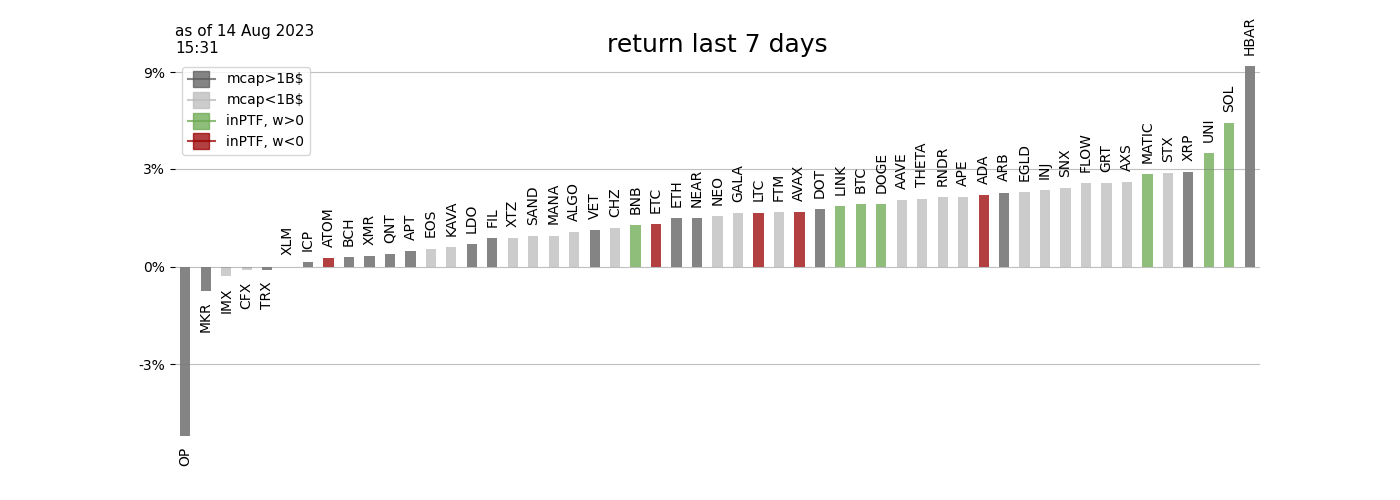 as of 14 Aug 2023
15:31
return last 7 days
mcap>1B$
mcap<1B$
inPTF, w>0
inPTF, w<0
9%
3%
0%
-3%
OP
MKR
IMX
CFX
TRX
XLM
ICP
ATOM
BCH
XMR
QNT
APT
EOS
KAVA
LDO
FIL
XTZ
SAND
MANA
ALGO
VET
CHZ
BNB
ETC
ETH
NEAR
NEO
GALA
LTC
FTM
AVAX
DOT
LINK
BTC
DOGE
AAVE
THETA
RNDR
APE
ADA
ARB
EGLD
INJ
SNX
FLOW
GRT
AXS
MATIC
STX
XRP
UNI
SOL
HBAR